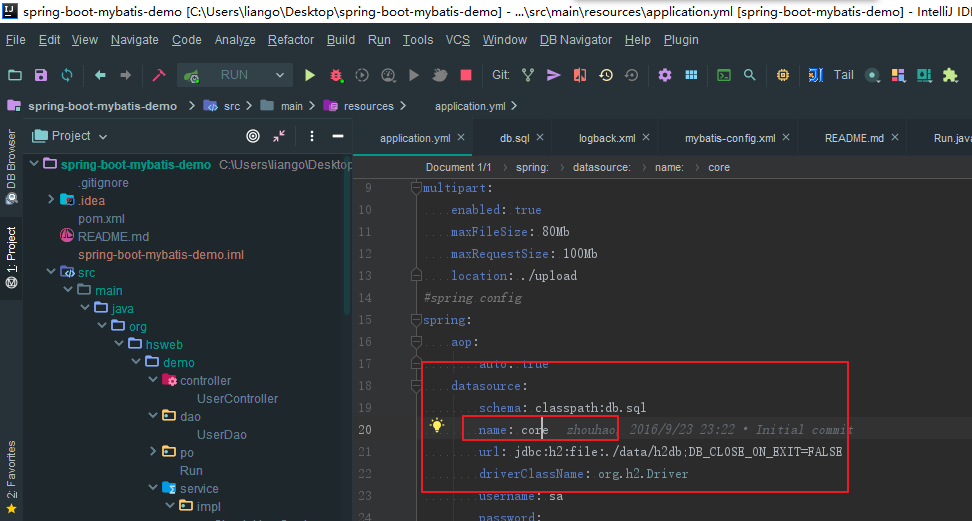 spring-boot-mybatis-demo [C:\Users\liango\Desktop\spring-boot-mybatis-demo] - ...\src\main\resources\application.yml [spring-boot-mybatis-demo] - IntelliJ IDE
File Edit View Navigate Code Analyze Refactor Build Run Tools VCS Window DB Navigator Help Plugin
RUN Git: Tail
spring-boot-mybatis-demo src main resources application.yml
Project application.yml db.sql logback.xml mybatis-config.xml README.md Run.java
DB Browser
1: Project
2: Favorites
spring-boot-mybatis-demo C:\Users\liango\Desktop
.gitignore
.idea
pom.xml
README.md
spring-boot-mybatis-demo.iml
src
main
java
org
hsweb
demo
controller
UserController
dao
UserDao
po
Run
service
impl
Document 1/1 spring: datasource: name: core
9 multipart:
10 enabled: true
11 maxFileSize: 80Mb
12 maxRequestSize: 100Mb
13 location: ./upload
14 #spring config
15 spring:
16 aop:
17 auto: true
18 datasource:
19 schema: classpath:db.sql
20 name: core zhouhao, 2016/9/23 23:22 • Initial commit
21 url: jdbc:h2:file:./data/h2db;DB_CLOSE_ON_EXIT=FALSE
22 driverClassName: org.h2.Driver
23 username: sa
24 password: